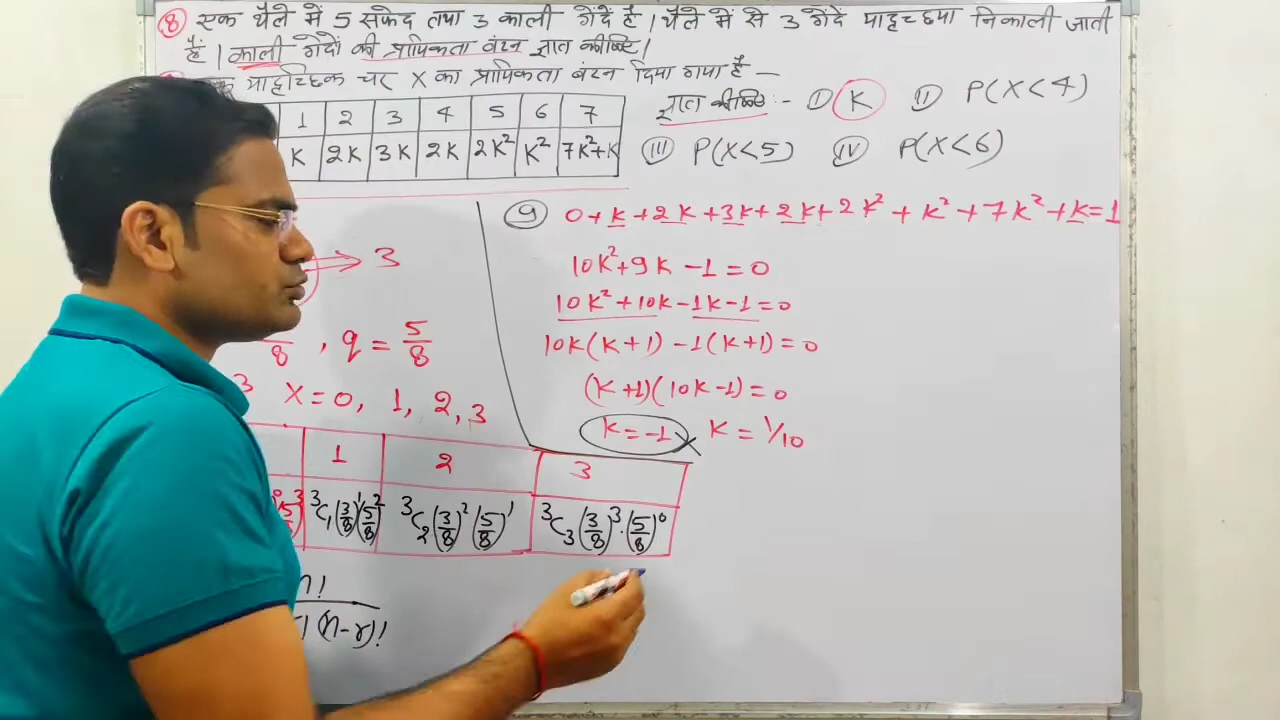 ⑧ एक थैले में 5 सफेद तथा 3 काली गेंदें है। थैले में से 3 गेंदें यादृच्छया निकाली जाती
है। काली गेंदों की प्रायिकता बंटन ज्ञात कीजिए।
यादृच्छिक चर X का प्रायिकता बंटन दिया गया है —
1 2 3 4 5 6 7
K 2K 3K 2K 2K² K² 7K²+K
ज्ञात कीजिए:- Ⓘ K Ⓘⓘ P(X<4)
Ⓘⓘⓘ P(X<5) Ⓘⓥ P(X<6)
3
8 , q = 5/8
3 X=0, 1, 2, 3
1 2 3
³C₁(3/8)¹(5/8)² ³C₂(3/8)²(5/8)¹ ³C₃(3/8)³·(5/8)⁰
n!
(n-r)!
⑨ 0+k+2k+3k+2k+2k²+k²+7k²+k=1
10k²+9k-1=0
10k²+10k-1k-1=0
10k(k+1)-1(k+1)=0
(k+1)(10k-1)=0
k=-1 × k=1/10